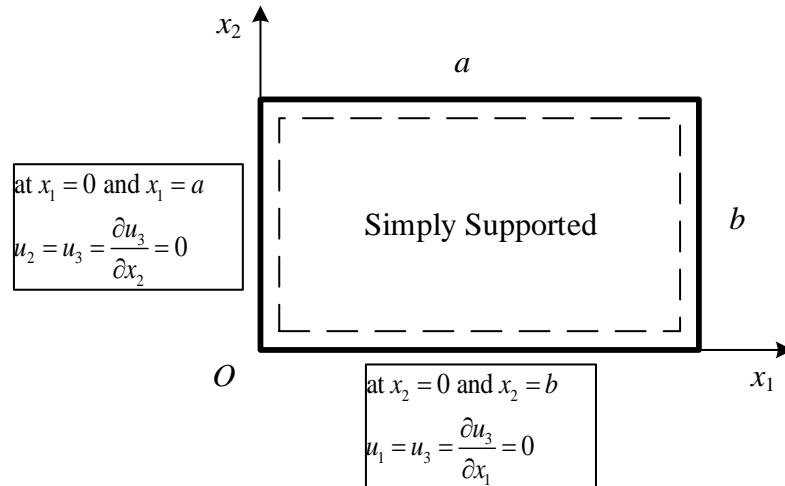 x₂
a
at x₁ = 0 and x₁ = a
u₂ = u₃ = ∂u₃/∂x₂ = 0
Simply Supported
b
O
x₁
at x₂ = 0 and x₂ = b
u₁ = u₃ = ∂u₃/∂x₁ = 0